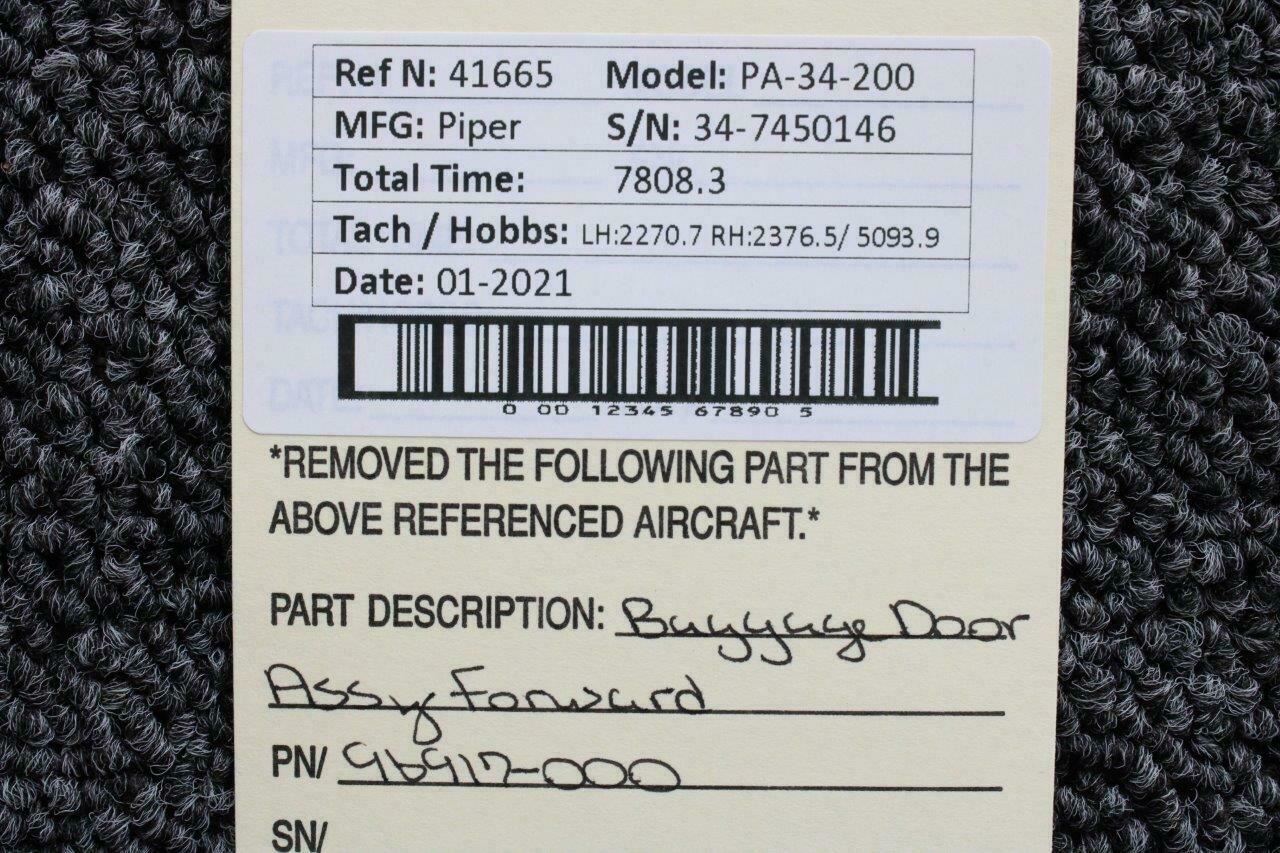 Ref N: 41665 Model: PA-34-200
MFG: Piper S/N: 34-7450146
Total Time: 7808.3
Tach / Hobbs: LH:2270.7 RH:2376.5/ 5093.9
Date: 01-2021
0 00 12345 67890 5
*REMOVED THE FOLLOWING PART FROM THE
ABOVE REFERENCED AIRCRAFT.*
PART DESCRIPTION: Baggage Door
Assy Forward
PN/ 96917-000
SN/